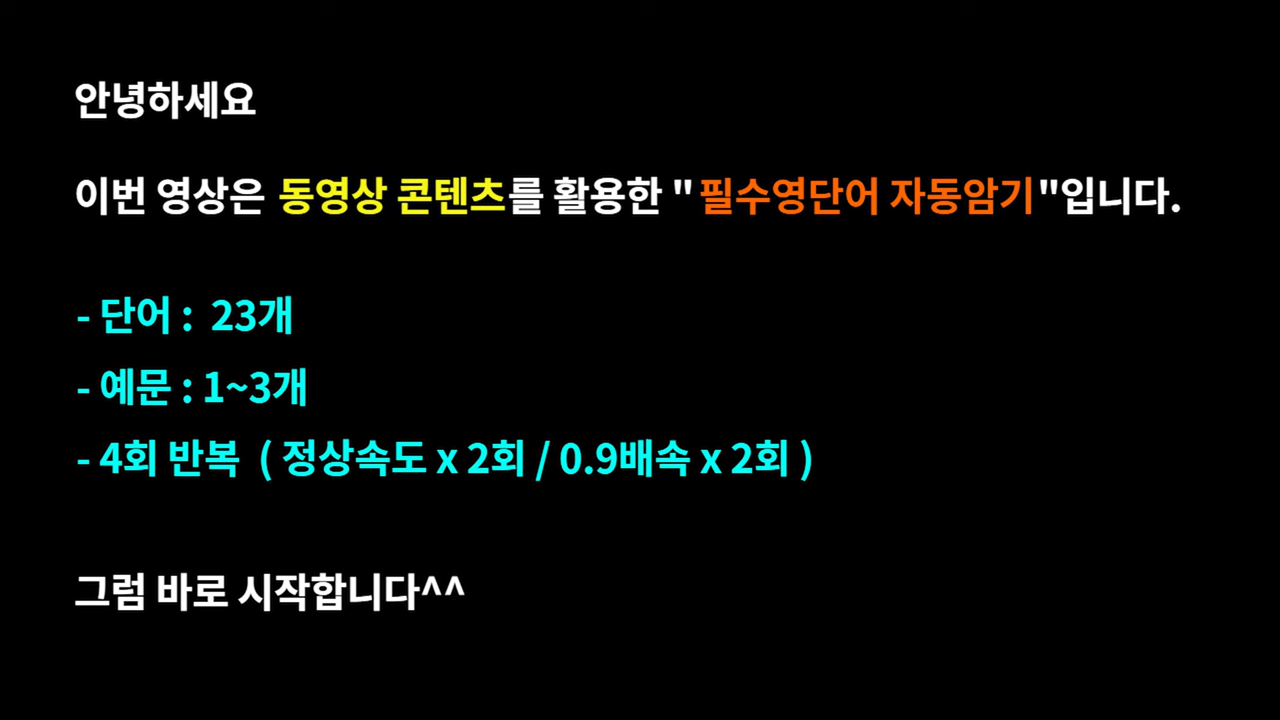 안녕하세요
이번 영상은 동영상 콘텐츠를 활용한 "필수영단어 자동암기"입니다.
- 단어 : 23개
- 예문 : 1~3개
- 4회 반복 ( 정상속도 x 2회 / 0.9배속 x 2회 )
그럼 바로 시작합니다^^